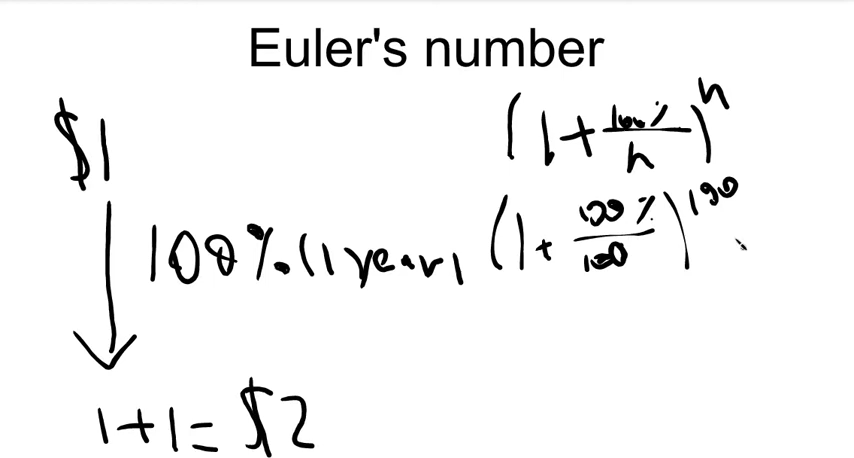 Euler's number
$1
(1+100%/n)^n
100% (1 year)
(1+100%/100)^100
1+1=$2